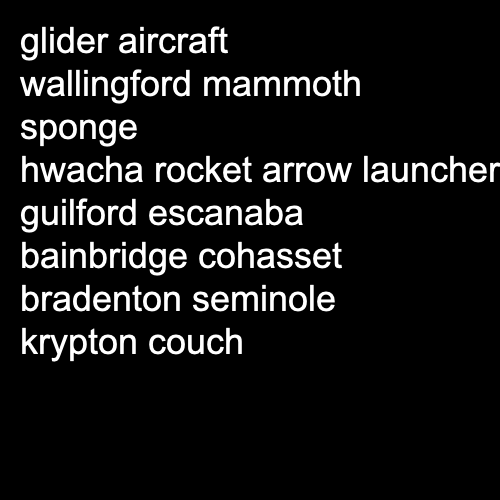 glider aircraft
wallingford mammoth
sponge
hwacha rocket arrow launcher
guilford escanaba
bainbridge cohasset
bradenton seminole
krypton couch